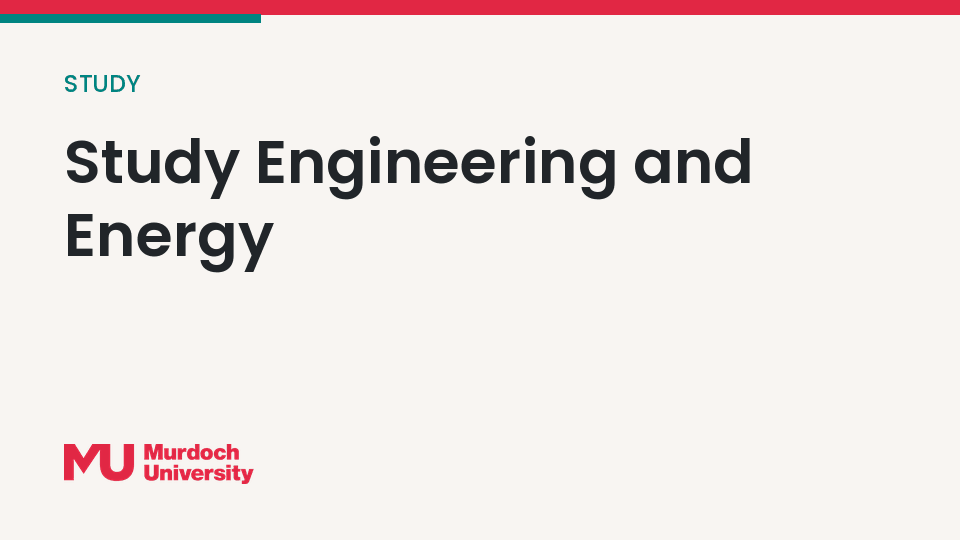 STUDY
Study Engineering and
Energy
MU Murdoch
University